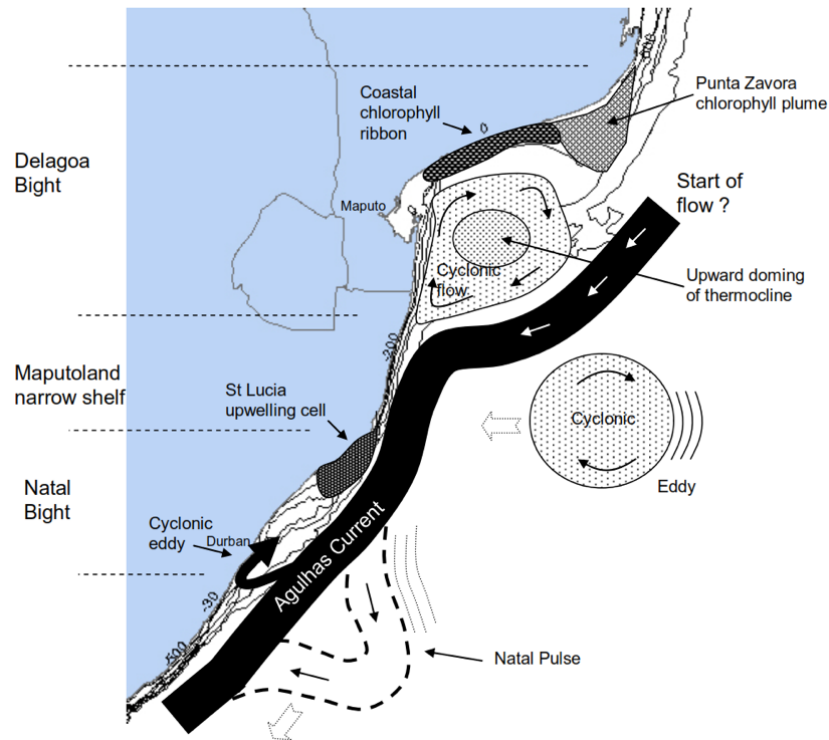 -500
Punta Zavora
chlorophyll plume
Coastal
chlorophyll
ribbon
Delagoa
Bight
Maputo
Start of
flow ?
Cyclonic
flow
Upward doming
of thermocline
-200
Maputoland
narrow shelf
St Lucia
upwelling cell
Cyclonic
Eddy
Natal
Bight
Cyclonic
eddy
Durban
Agulhas Current
-30
-500
Natal Pulse